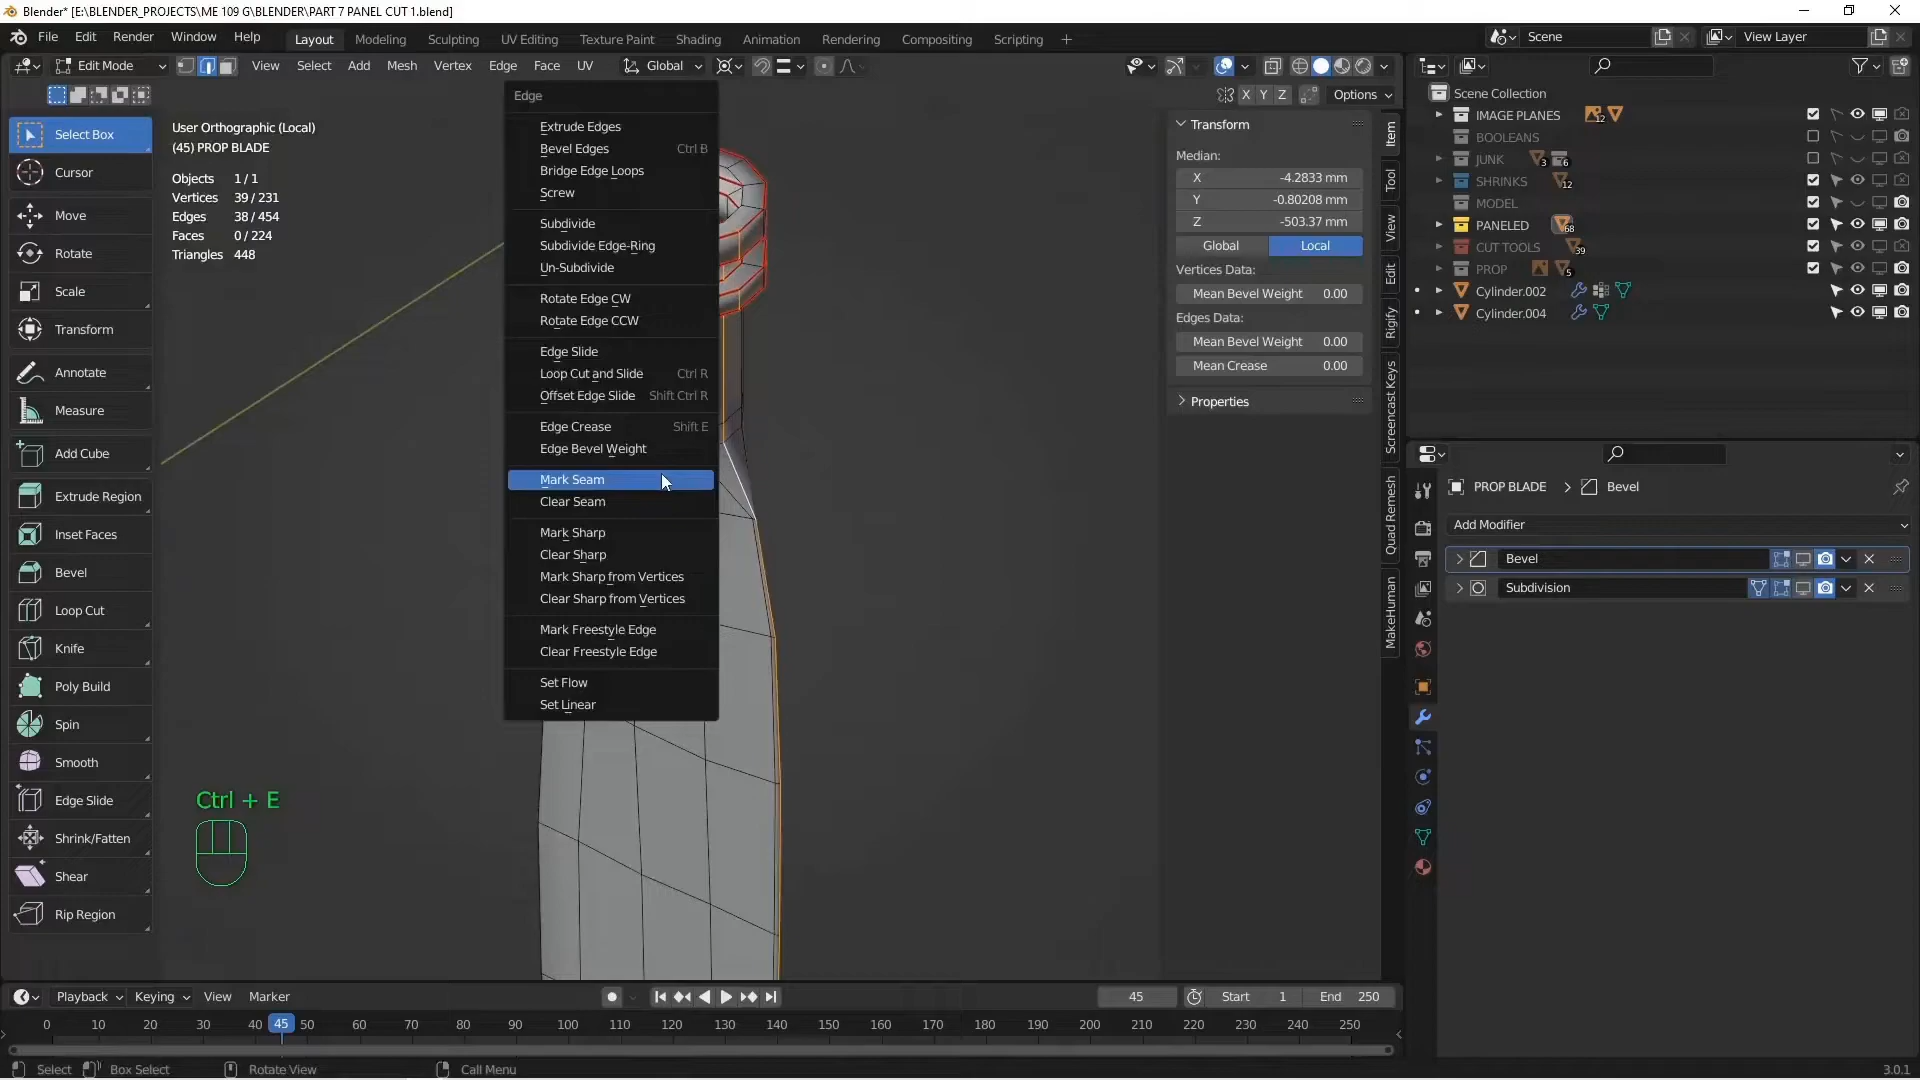 Blender* [E:\BLENDER_PROJECTS\ME 109 G\BLENDER\PART 7 PANEL CUT 1.blend]
File Edit Render Window Help Layout Modeling Sculpting UV Editing Texture Paint Shading Animation Rendering Compositing Scripting + Scene View Layer
Edit Mode View Select Add Mesh Vertex Edge Face UV Global
X Y Z Options
Select Box
Cursor
Move
Rotate
Scale
Transform
Annotate
Measure
Add Cube
Extrude Region
Inset Faces
Bevel
Loop Cut
Knife
Poly Build
Spin
Smooth
Edge Slide
Shrink/Fatten
Shear
Rip Region
User Orthographic (Local)
(45) PROP BLADE
Objects 1/1
Vertices 39/231
Edges 38/454
Faces 0/224
Triangles 448
Ctrl + E
Edge
Extrude Edges
Bevel Edges Ctrl B
Bridge Edge Loops
Screw
Subdivide
Subdivide Edge-Ring
Un-Subdivide
Rotate Edge CW
Rotate Edge CCW
Edge Slide
Loop Cut and Slide Ctrl R
Offset Edge Slide Shift Ctrl R
Edge Crease Shift E
Edge Bevel Weight
Mark Seam
Clear Seam
Mark Sharp
Clear Sharp
Mark Sharp from Vertices
Clear Sharp from Vertices
Mark Freestyle Edge
Clear Freestyle Edge
Set Flow
Set Linear
Transform
Median:
X -4.2833 mm
Y -0.80208 mm
Z -503.37 mm
Global Local
Vertices Data:
Mean Bevel Weight 0.00
Edges Data:
Mean Bevel Weight 0.00
Mean Crease 0.00
Properties
Item
Tool
View
Edit
Rigify
Screencast Keys
Quad Remesh
MakeHuman
Scene Collection
IMAGE PLANES 12
BOOLEANS
JUNK 3 6
SHRINKS 12
MODEL
PANELED 68
CUT TOOLS 39
PROP 5
Cylinder.002
Cylinder.004
PROP BLADE > Bevel
Add Modifier
Bevel
Subdivision
Playback Keying View Marker 45 Start 1 End 250
0 10 20 30 40 45 50 60 70 80 90 100 110 120 130 140 150 160 170 180 190 200 210 220 230 240 250
Select Box Select Rotate View Call Menu 3.0.1